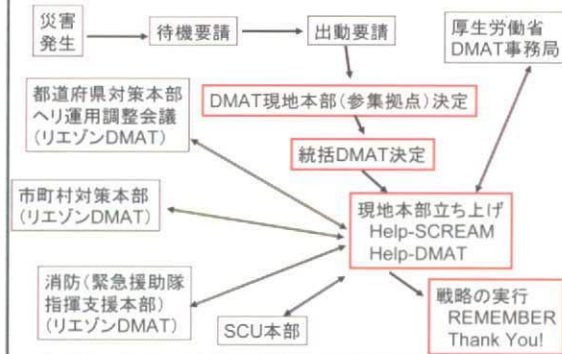 災害
発生
待機要請
出動要請
厚生労働省
DMAT事務局
都道府県対策本部
ヘリ運用調整会議
(リエゾンDMAT)
DMAT現地本部(参集拠点)決定
統括DMAT決定
市町村対策本部
(リエゾンDMAT)
現地本部立ち上げ
Help-SCREAM
Help-DMAT
消防(緊急援助隊
指揮支援本部)
(リエゾンDMAT)
SCU本部
戦略の実行
REMEMBER
Thank You!